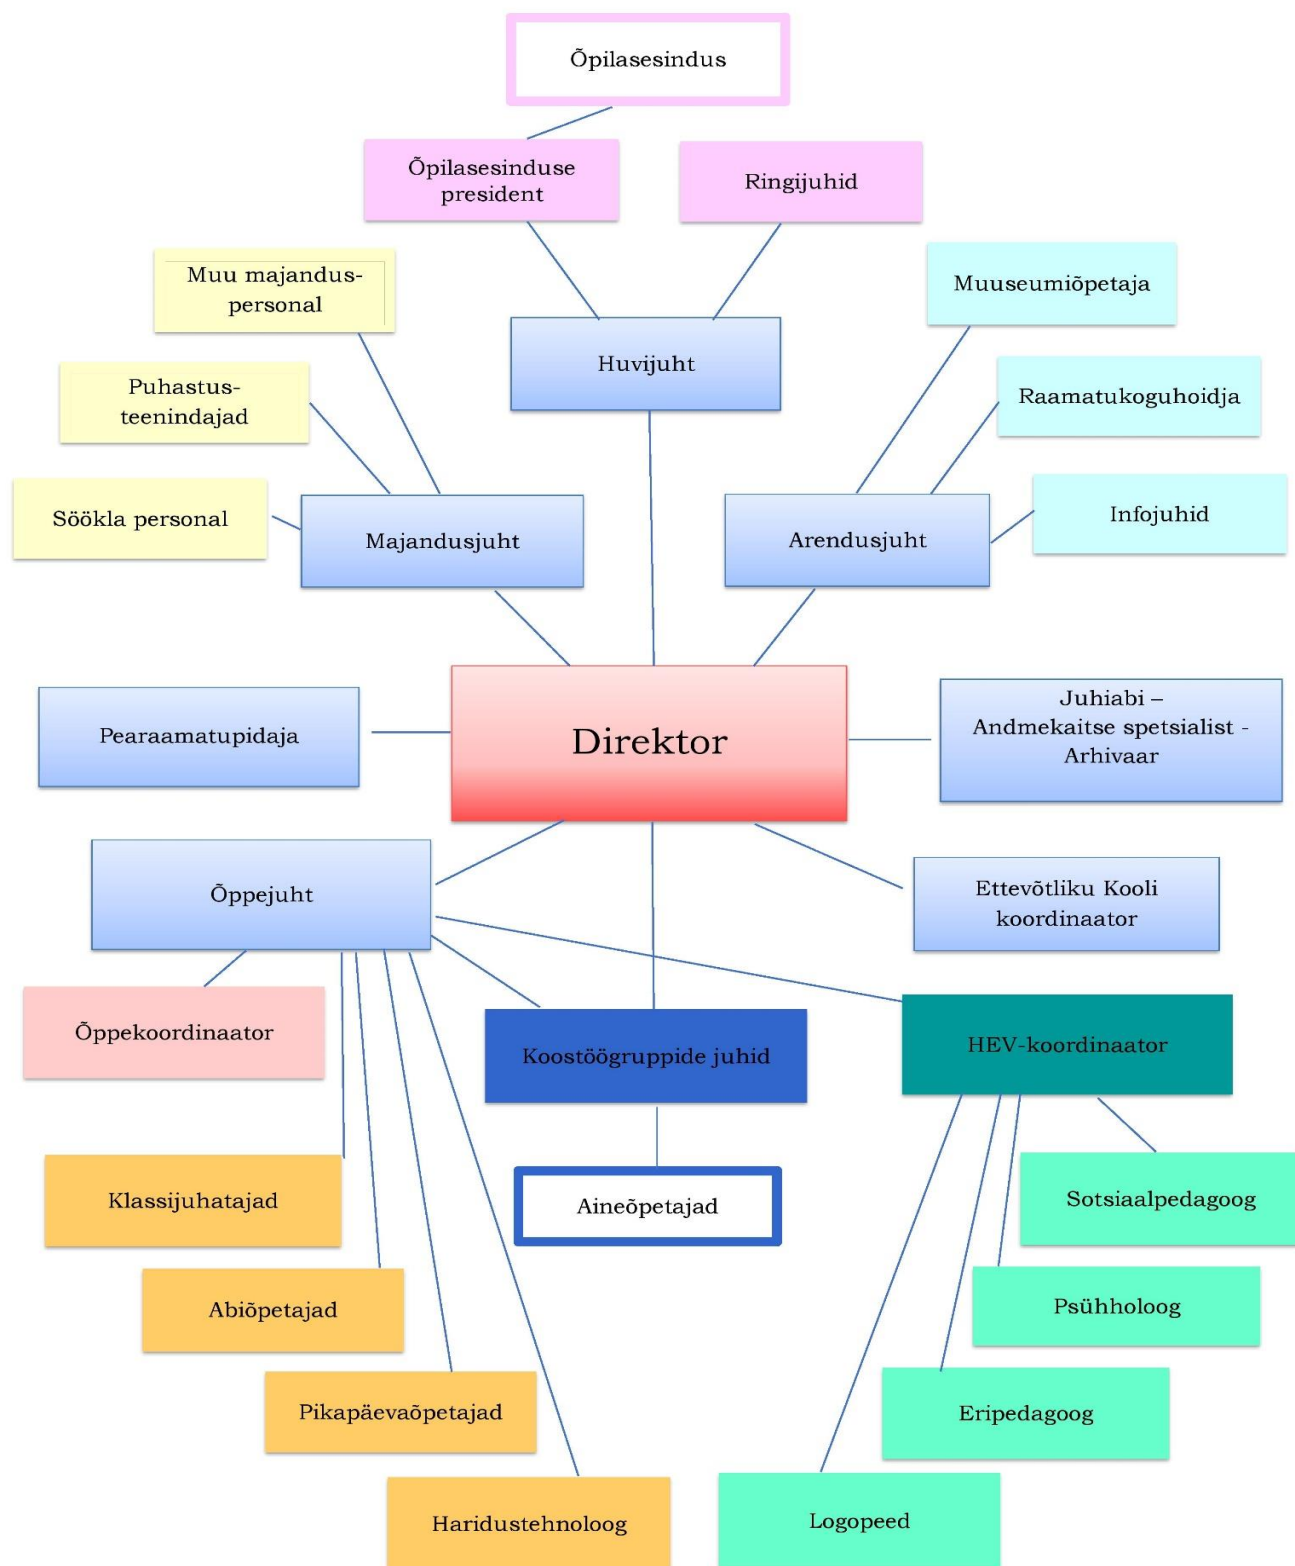 Õpilasesindus
Õpilasesinduse
president
Ringijuhid
Muu majandus-
personal
Muuseumiõpetaja
Huvijuht
Puhastus-
teenindajad
Raamatukoguhoidja
Söökla personal
Majandusjuht
Arendusjuht
Infojuhid
Pearaamatupidaja
Direktor
Juhiabi –
Andmekaitse spetsialist -
Arhivaar
Õppejuht
Ettevõtliku Kooli
koordinaator
Õppekoordinaator
Koostöögruppide juhid
HEV-koordinaator
Klassijuhatajad
Aineõpetajad
Sotsiaalpedagoog
Abiõpetajad
Psühholoog
Pikapäevaõpetajad
Eripedagoog
Haridustehnoloog
Logopeed